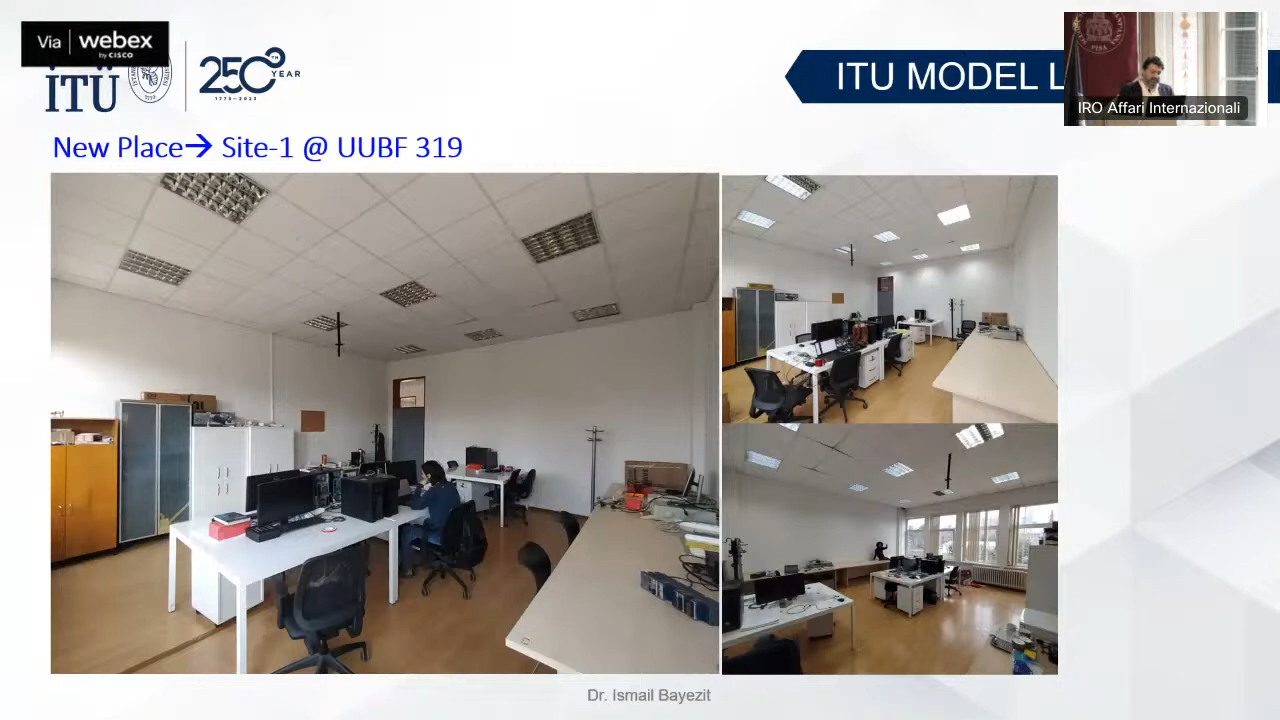 Via webex
by CISCO
İTÜ
250TH YEAR
1773-2023
ITU MODEL L
IRO Affari Internazionali
New Place→ Site-1 @ UUBF 319
Dr. Ismail Bayezit